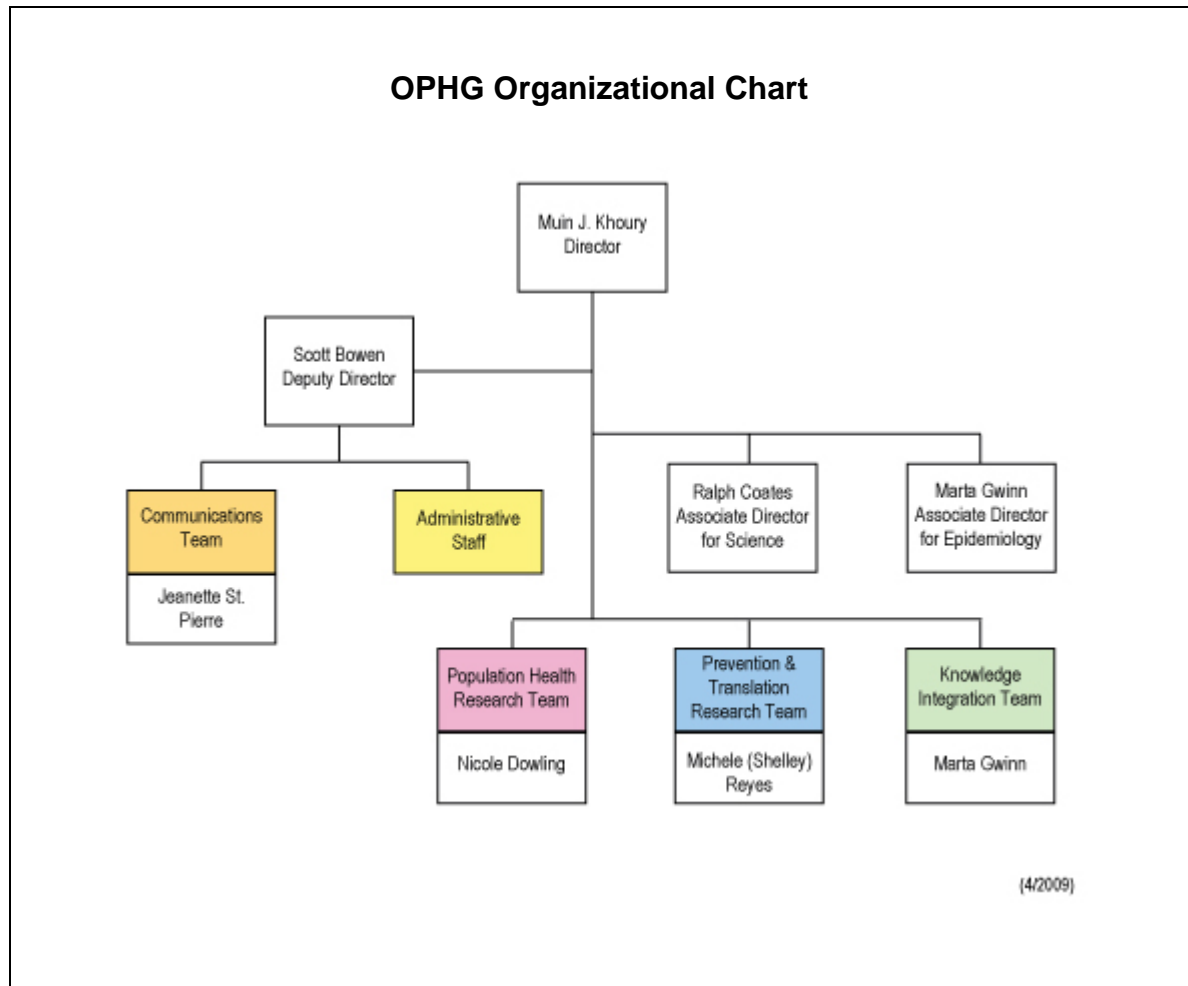 OPHG Organizational Chart
Muin J. Khoury
Director
Scott Bowen
Deputy Director
Communications
Team
Jeanette St.
Pierre
Administrative
Staff
Ralph Coates
Associate Director
for Science
Marta Gwinn
Associate Director
for Epidemiology
Population Health
Research Team
Nicole Dowling
Prevention &
Translation
Research Team
Michele (Shelley)
Reyes
Knowledge
Integration Team
Marta Gwinn
(4/2009)